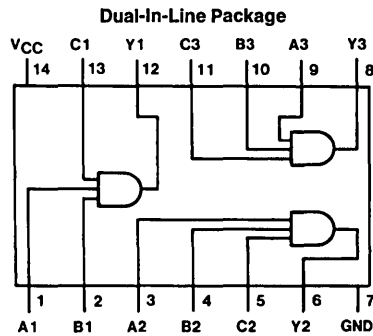 Dual-In-Line Package
VCC C1 Y1 C3 B3 A3 Y3
14 13 12 11 10 9 8
1 2 3 4 5 6 7
A1 B1 A2 B2 C2 Y2 GND